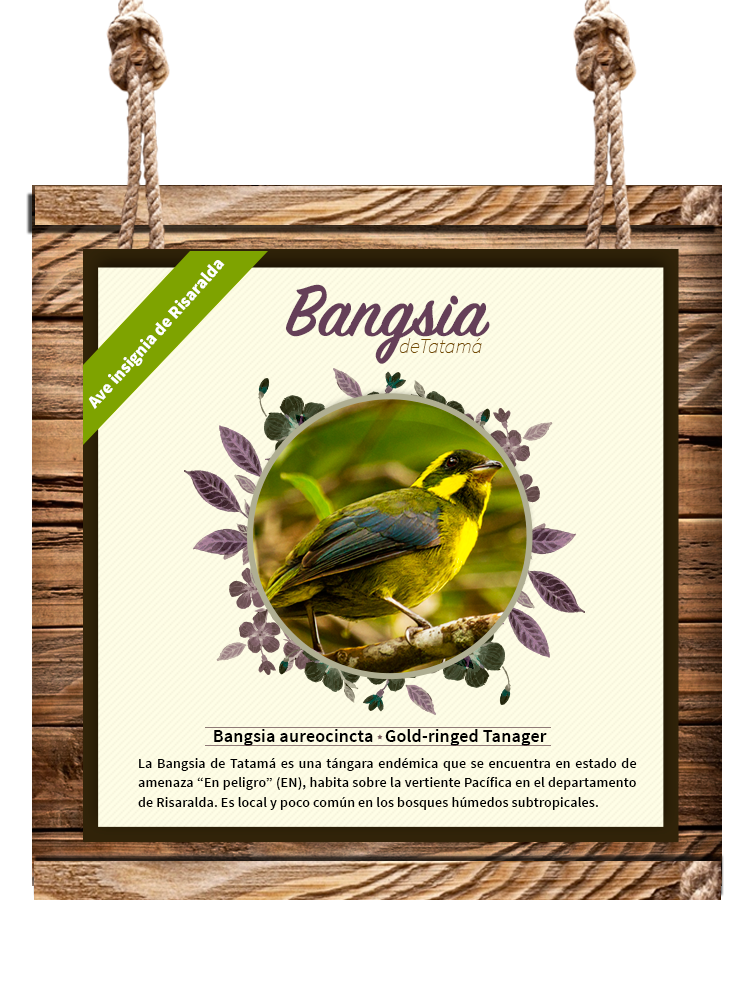 Ave insignia de Risaralda
Bangsia
deTatamá
Bangsia aureocincta • Gold-ringed Tanager
La Bangsia de Tatamá es una tángara endémica que se encuentra en estado de
amenaza “En peligro” (EN), habita sobre la vertiente Pacífica en el departamento
de Risaralda. Es local y poco común en los bosques húmedos subtropicales.